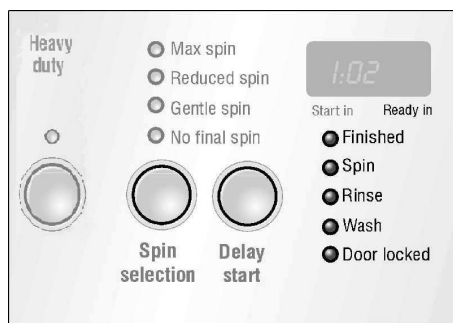 Heavy
duty
Max spin
Reduced spin
Gentle spin
No final spin
Spin
selection
Delay
start
1:02
Start in
Ready in
Finished
Spin
Rinse
Wash
Door locked